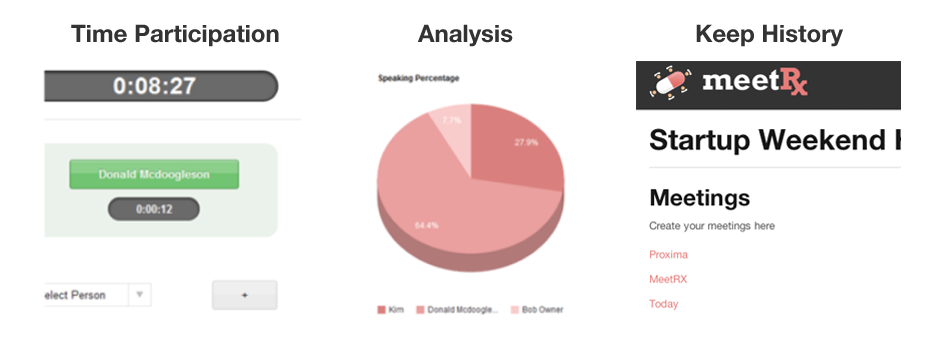 Time Participation
0:08:27
Donald Mcdoogleson
0:00:12
elect Person
+
Analysis
Speaking Percentage
7.7%
27.9%
64.4%
Kim
Donald Mcdoogle...
Bob Owner
Keep History
meetRx
Startup Weekend
Meetings
Create your meetings here
Proxima
MeetRX
Today